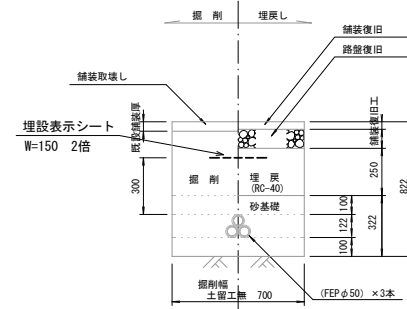 掘 削
埋戻し
舗装復旧
路盤復旧
舗装取壊し
埋設表示シート
W=150 2倍
既設舗装厚
舗装復旧工
300
掘 削
埋 戻
(RC-40)
砂基礎
250
822
100
122
100
322
掘削幅
土留工無 700
(FEPφ50) ×3本